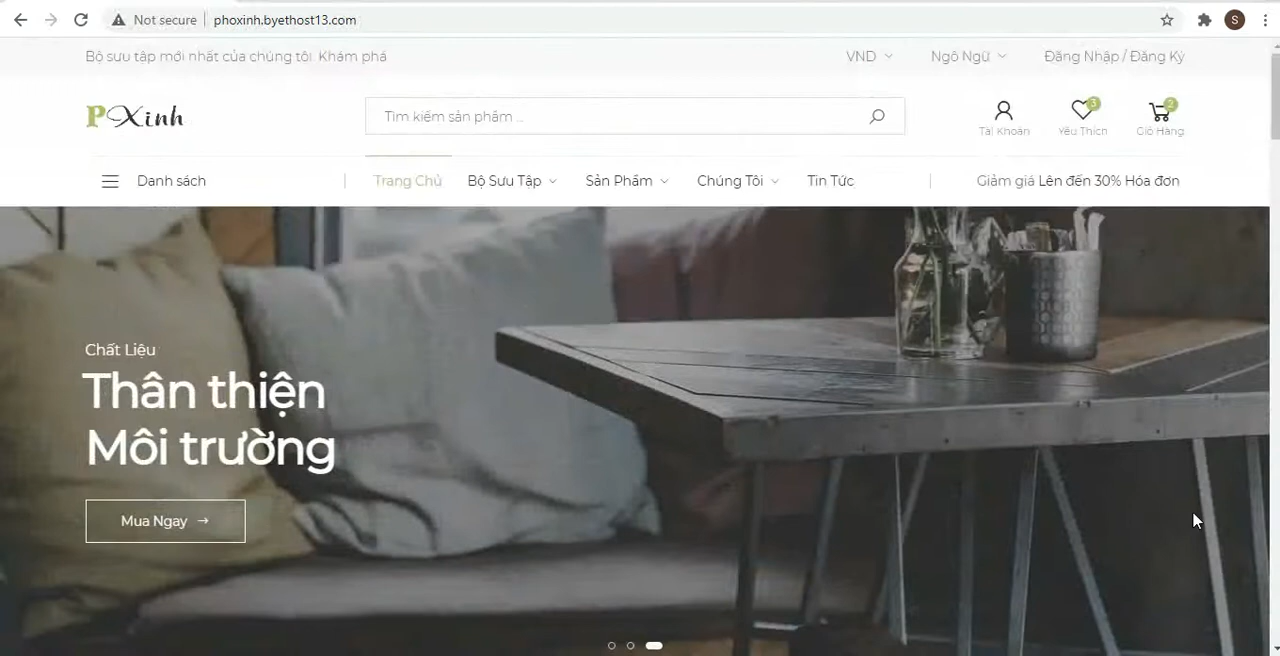 Not secure
phoxinh.byethost13.com
S
Bộ sưu tập mới nhất của chúng tôi. Khám phá
VND
Ngô Ngữ
Đăng Nhập / Đăng Ký
PXinh
Tìm kiếm sản phẩm ...
Tài Khoản
3
Yêu Thích
2
Giỏ Hàng
Danh sách
Trang Chủ
Bộ Sưu Tập
Sản Phẩm
Chúng Tôi
Tin Tức
Giảm giá Lên đến 30% Hóa đơn
Chất Liệu
Thân thiện
Môi trường
Mua Ngay →